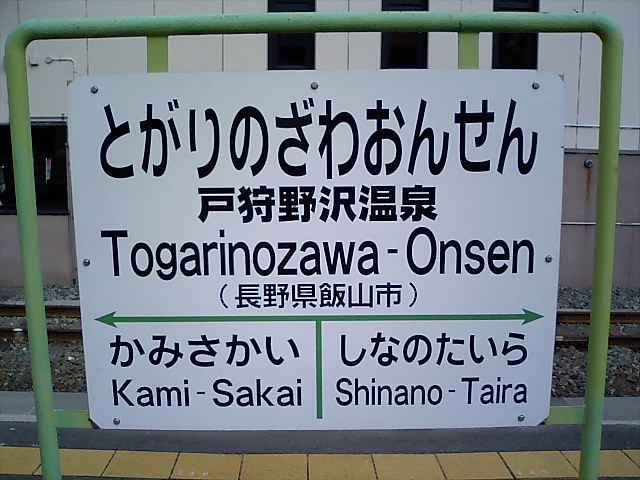 とがりのざわおんせん
戸狩野沢温泉
Togarinozawa-Onsen
(長野県飯山市)
かみさかい しなのたいら
Kami-Sakai Shinano-Taira